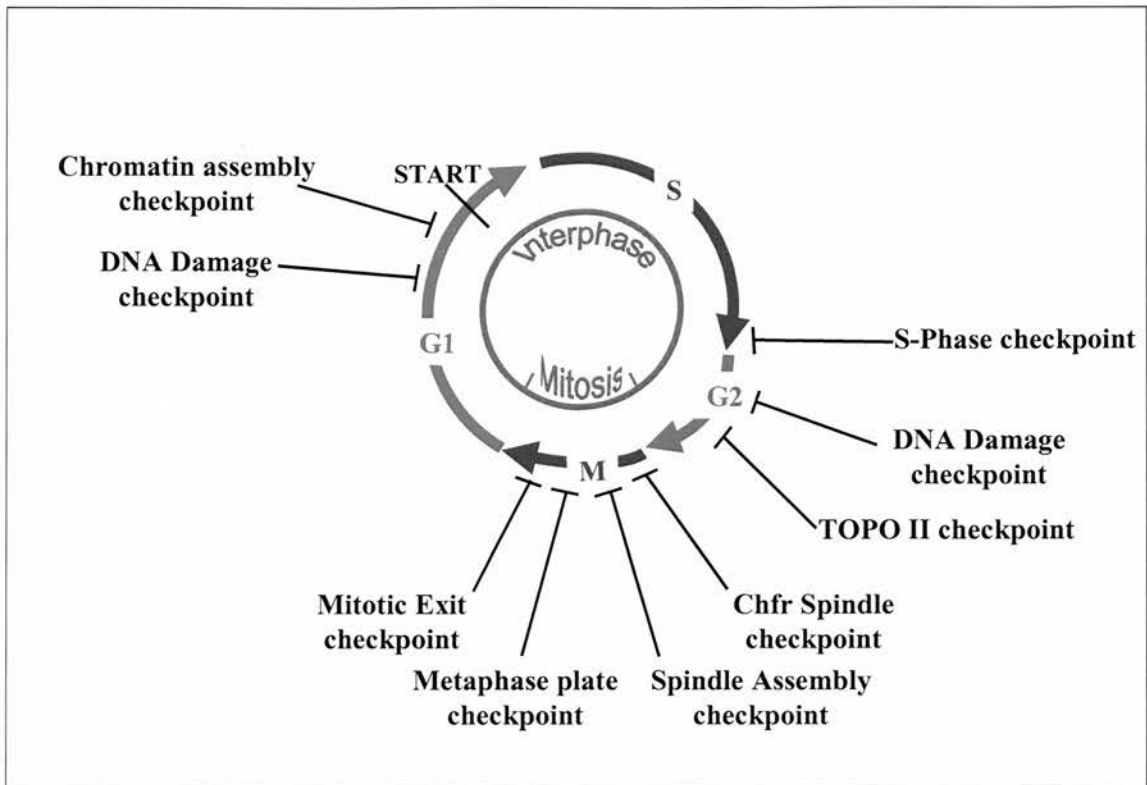 Chromatin assembly
checkpoint
START
S
DNA Damage
checkpoint
Interphase
G1
Mitosis
S-Phase checkpoint
G2
DNA Damage
checkpoint
M
TOPO II checkpoint
Mitotic Exit
checkpoint
Chfr Spindle
checkpoint
Metaphase plate
checkpoint
Spindle Assembly
checkpoint